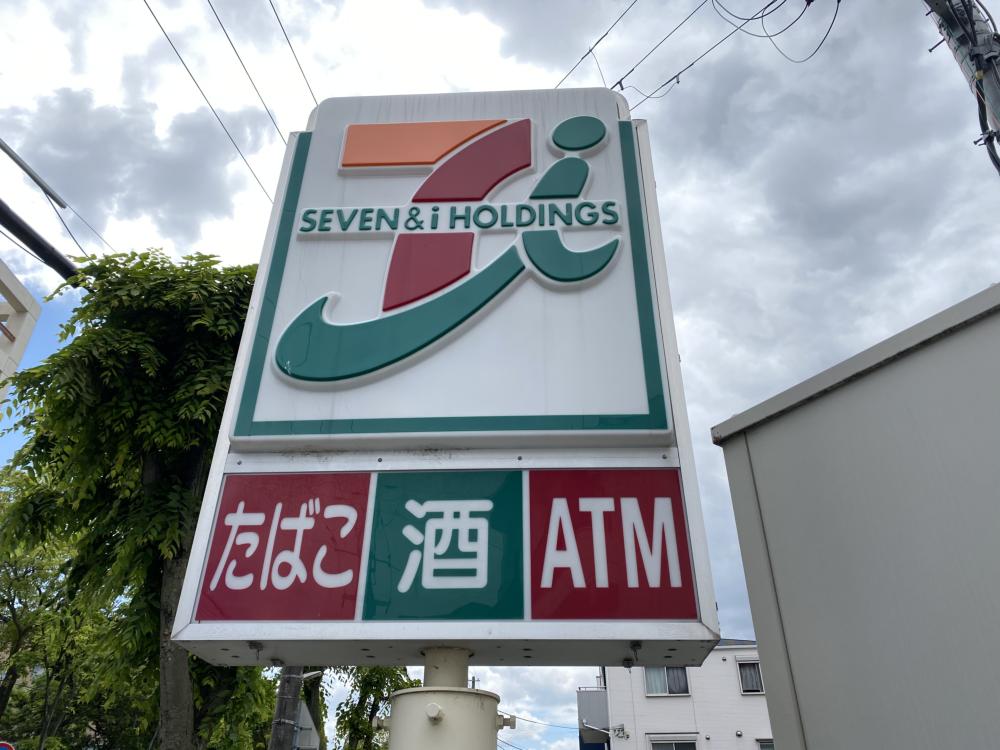 SEVEN & i HOLDINGS
たばこ 酒 ATM